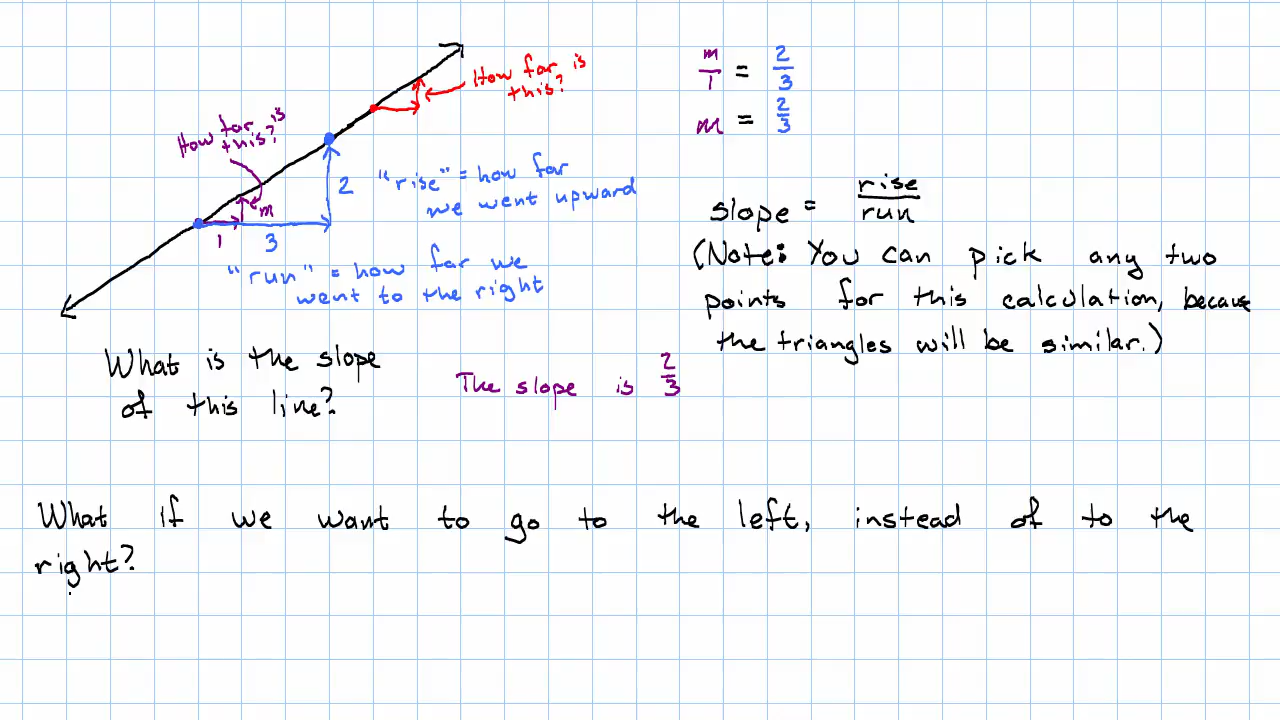 How far is
this?
m/1 = 2/3
m = 2/3
How far is
this?
2
"rise" = how far
we went upward
m
1
3
"run" = how far we
went to the right
slope = rise/run
(Note: You can pick any two
points for this calculation, because
the triangles will be similar.)
What is the slope
of this line?
The slope is 2/3
What if we want to go to the left, instead of to the
right?